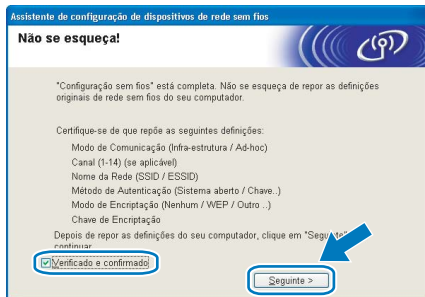 Assistente de configuração de dispositivos de rede sem fios
Não se esqueça!
"Configuração sem fios" está completa. Não se esqueça de repor as definições
originais de rede sem fios do seu computador.
Certifique-se de que repõe as seguintes definições:
Modo de Comunicação (Infra-estrutura / Ad-hoc)
Canal (1-14) (se aplicável)
Nome da Rede (SSID / ESSID)
Método de Autenticação (Sistema aberto / Chave..)
Modo de Encriptação (Nenhum / WEP / Outro ..)
Chave de Encriptação
Depois de repor as definições do seu computador, clique em "Seguinte"
continuar.
Verificado e confirmado
Seguinte >